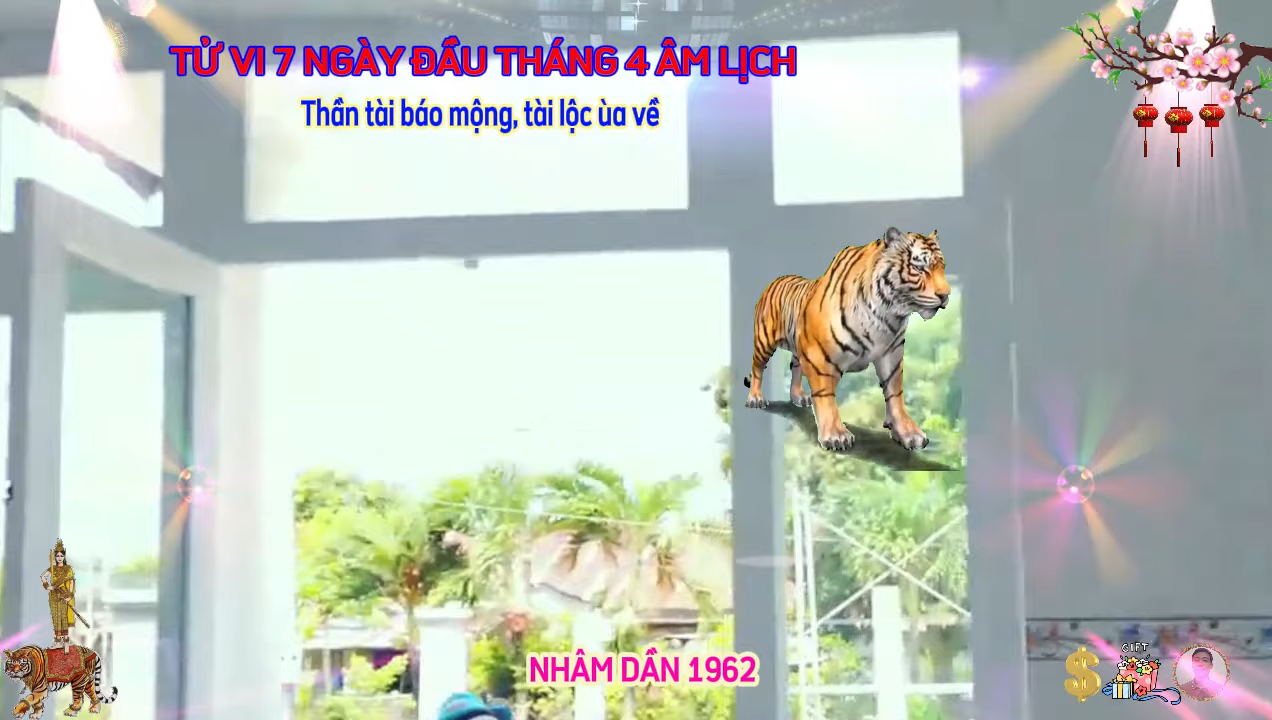 TỬ VI 7 NGÀY ĐẦU THÁNG 4 ÂM LỊCH
Thần tài báo mộng, tài lộc ùa về
NHÂM DẦN 1962
GIFT